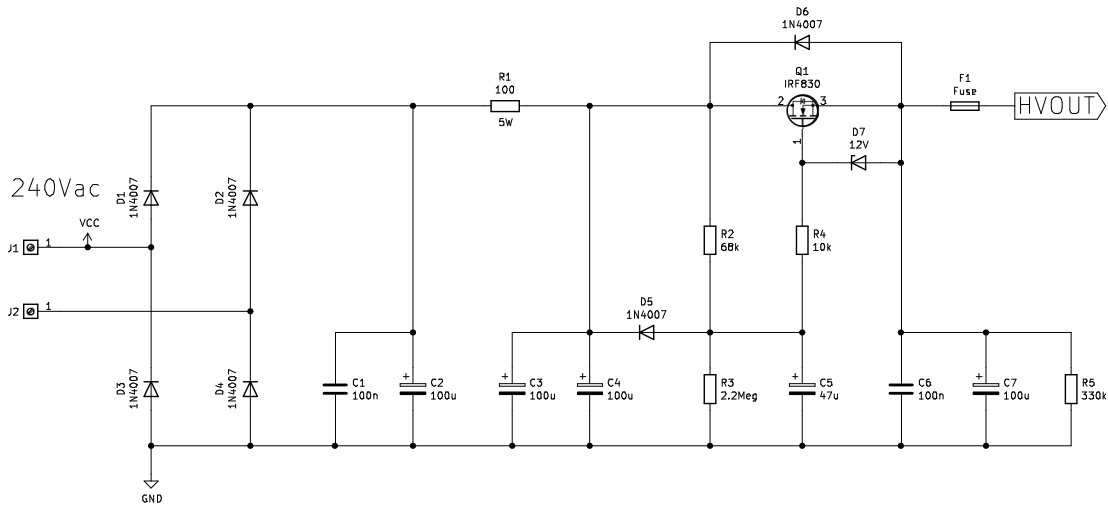 D6
1N4007
Q1
IRF830
2
3
1
R1
100
5W
F1
Fuse
HVOUT
D7
12V
240Vac
D1
1N4007
D2
1N4007
VCC
J1
1
J2
1
R2
68k
R4
10k
D5
1N4007
D3
1N4007
D4
1N4007
C1
100n
+
C2
100u
+
C3
100u
+
C4
100u
R3
2.2Meg
+
C5
47u
C6
100n
+
C7
100u
R5
330k
GND